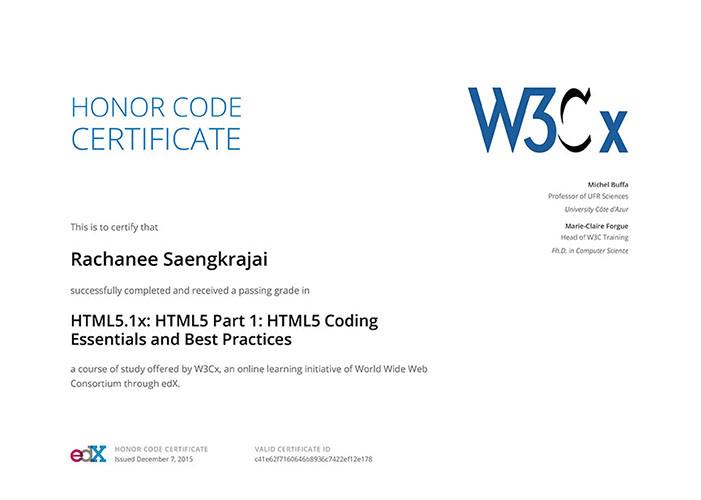 HONOR CODE
CERTIFICATE
W3Cx
Michel Buffa
Professor of UFR Sciences
University Côte d'Azur
Marie-Claire Forgue
Head of W3C Training
Ph.D. in Computer Science
This is to certify that
Rachanee Saengkrajai
successfully completed and received a passing grade in
HTML5.1x: HTML5 Part 1: HTML5 Coding
Essentials and Best Practices
a course of study offered by W3Cx, an online learning initiative of World Wide Web
Consortium through edX.
edX
HONOR CODE CERTIFICATE
Issued December 7, 2015
VALID CERTIFICATE ID
c41e62f7160646b8936c7422ef12e178